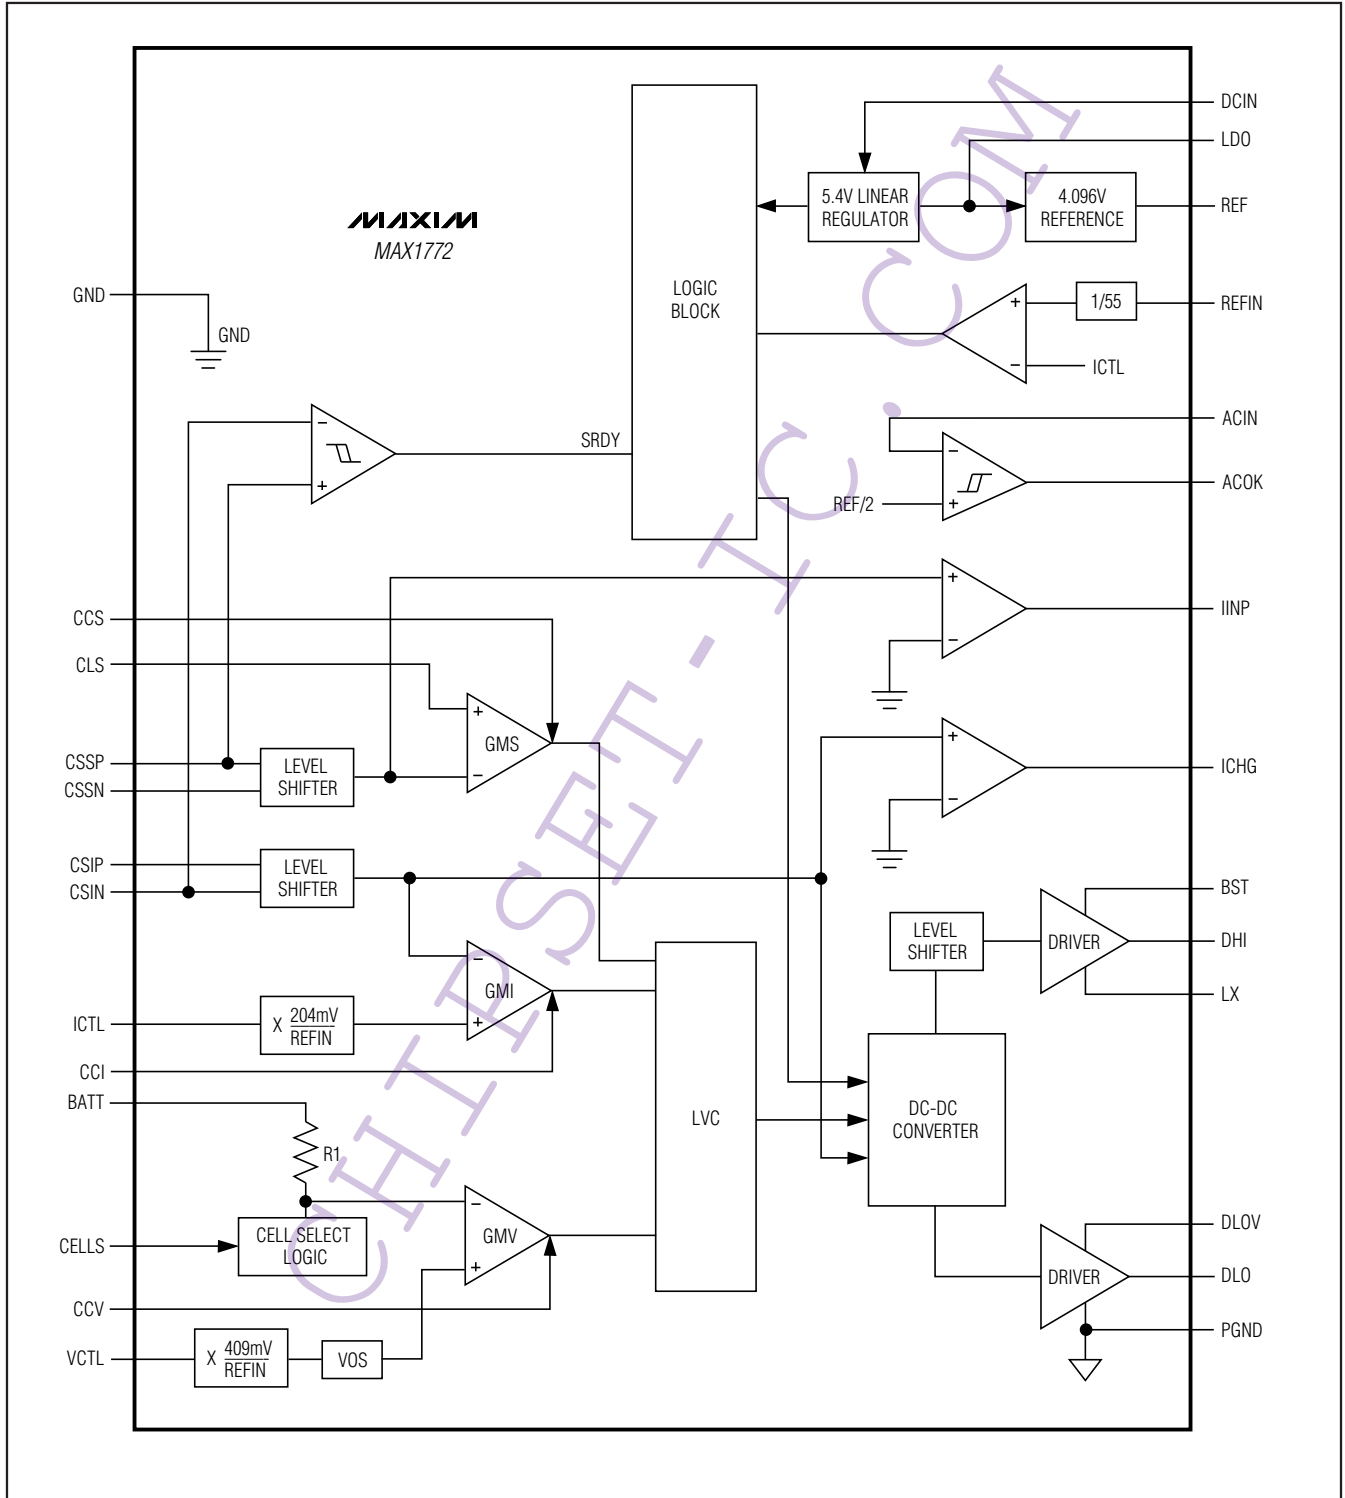 MAXIM
MAX1772
GND
GND
CCS
CLS
CSSP
CSSN
CSIP
CSIN
ICTL
CCI
BATT
CELLS
CCV
VCTL
DCIN
LDO
REF
REFIN
ACIN
ACOK
IINP
ICHG
BST
DHI
LX
DLOV
DLO
PGND
LOGIC
BLOCK
5.4V LINEAR
REGULATOR
4.096V
REFERENCE
1/55
+
−
ICTL
−
+
SRDY
−
+
REF/2
+
−
+
GMS
−
LEVEL
SHIFTER
+
−
LEVEL
SHIFTER
−
GMI
+
X 204mV
REFIN
LEVEL
SHIFTER
DRIVER
LVC
DC-DC
CONVERTER
R1
CELL SELECT
LOGIC
−
GMV
+
X 409mV
REFIN
VOS
DRIVER
CHIPSET-IC.COM